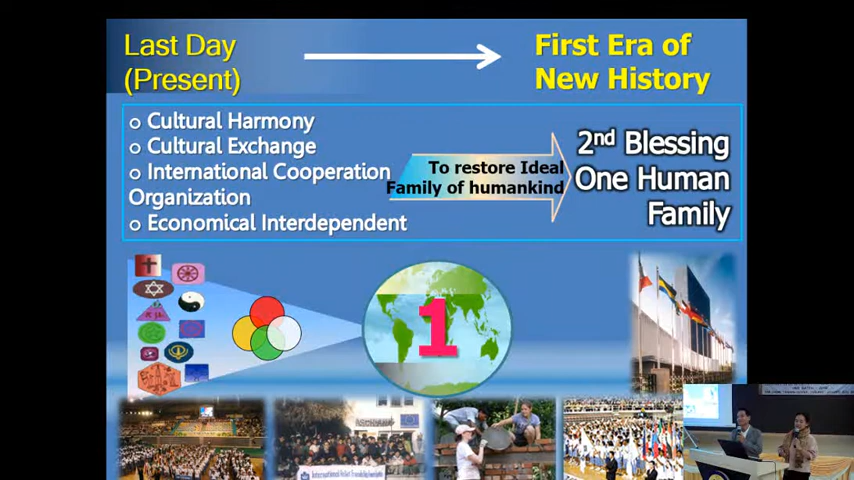 Last Day
(Present)
First Era of
New History
Cultural Harmony
Cultural Exchange
International Cooperation
Organization
Economical Interdependent
To restore Ideal
Family of humankind
2nd Blessing
One Human
Family
1